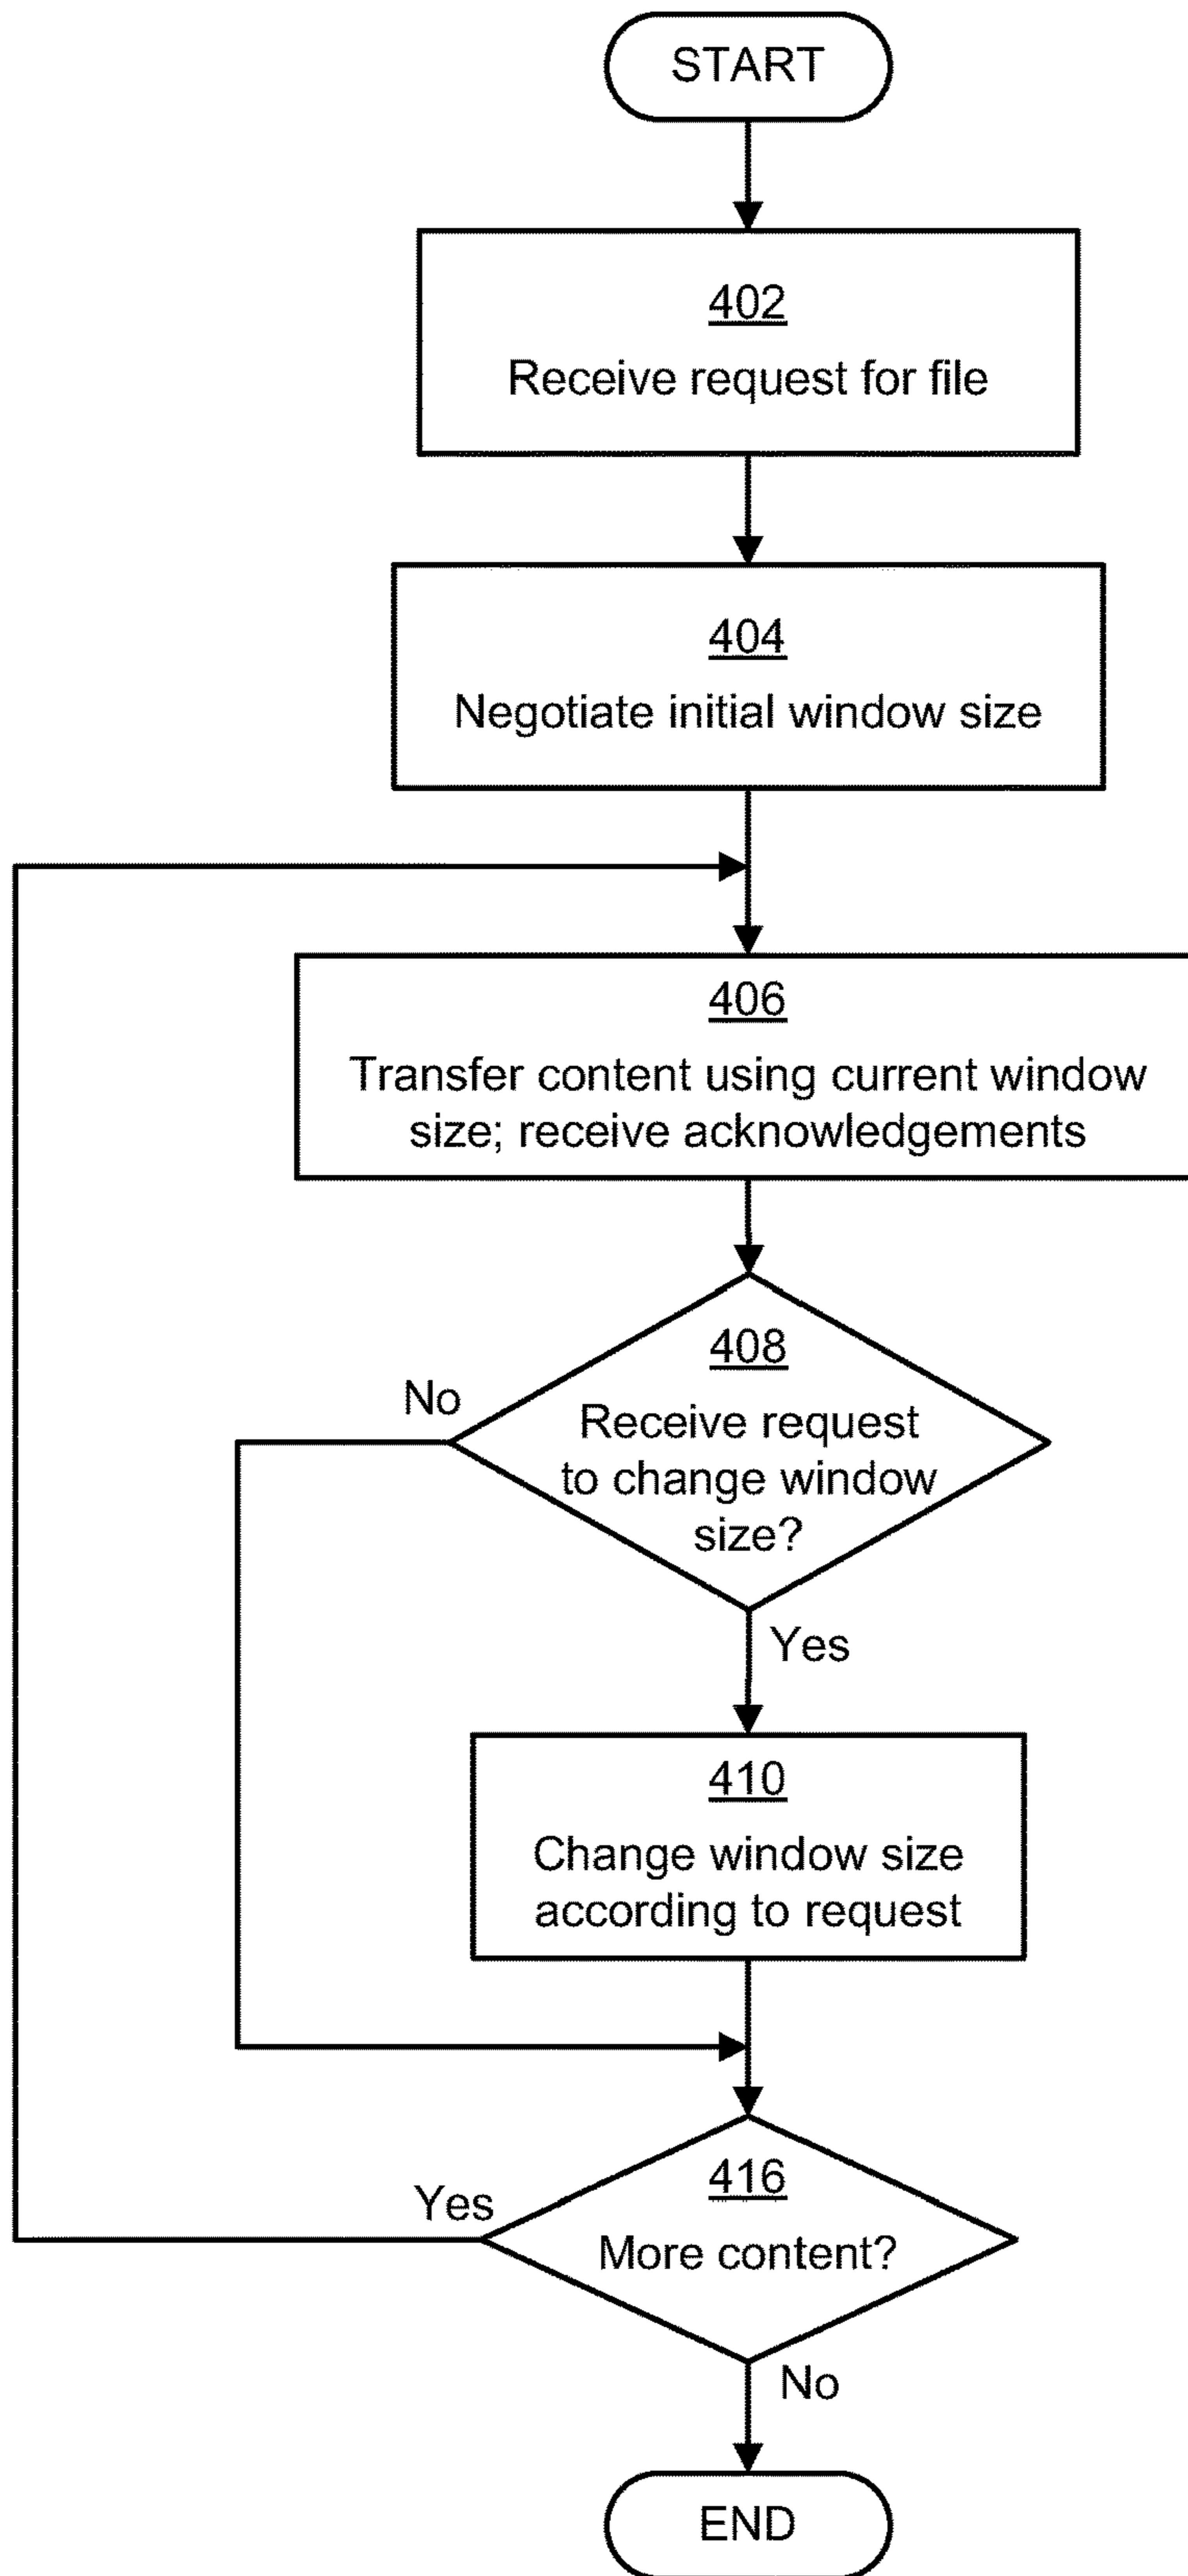 START
402
Receive request for file
404
Negotiate initial window size
406
Transfer content using current window
size; receive acknowledgements
408
No
Receive request
to change window
size?
Yes
410
Change window size
according to request
416
Yes
More content?
No
END